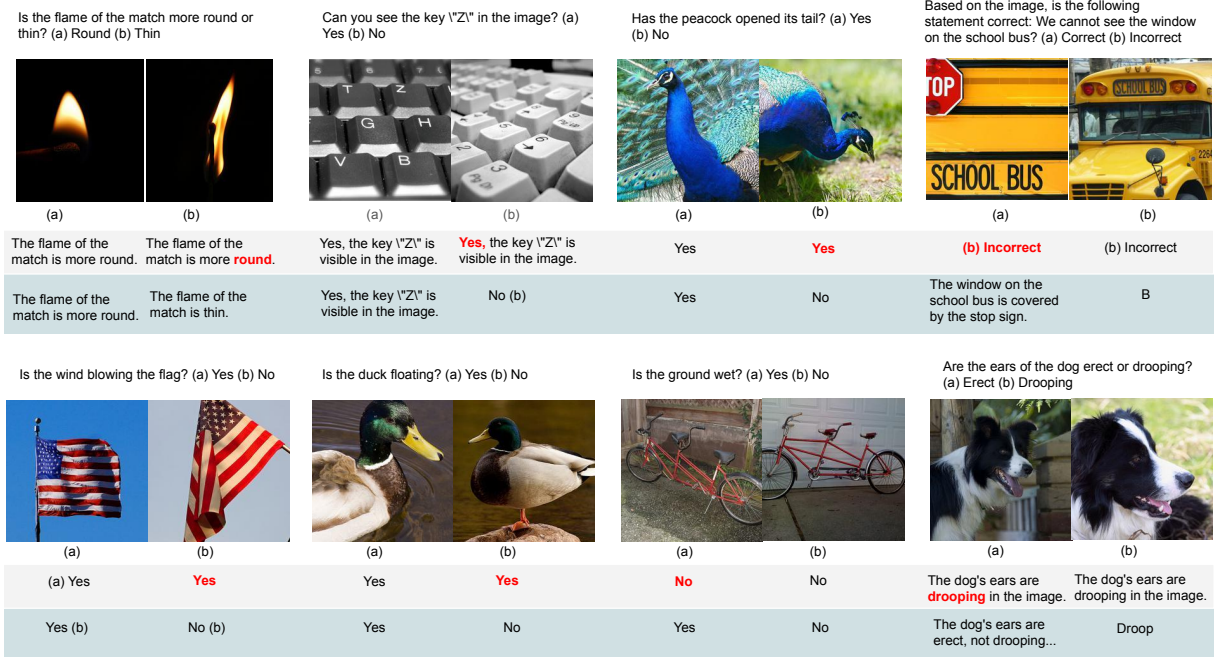 Is the flame of the match more round or
thin? (a) Round (b) Thin
Can you see the key \"Z\" in the image? (a)
Yes (b) No
Has the peacock opened its tail? (a) Yes
(b) No
Based on the image, is the following
statement correct: We cannot see the window
on the school bus? (a) Correct (b) Incorrect
T Z
G H
V B
5
6
3
TOP
SCHOOL BUS
SCHOOL BUS
2264
(a) (b)
(a) (b)
(a) (b)
(a) (b)
The flame of the
match is more round.
The flame of the
match is more round.
Yes, the key \"Z\" is
visible in the image.
Yes, the key \"Z\" is
visible in the image.
Yes
Yes
(b) Incorrect
(b) Incorrect
The flame of the
match is more round.
The flame of the
match is thin.
Yes, the key \"Z\" is
visible in the image.
No (b)
Yes
No
The window on the
school bus is covered
by the stop sign.
B
Is the wind blowing the flag? (a) Yes (b) No
Is the duck floating? (a) Yes (b) No
Is the ground wet? (a) Yes (b) No
Are the ears of the dog erect or drooping?
(a) Erect (b) Drooping
(a) (b)
(a) (b)
(a) (b)
(a) (b)
(a) Yes
Yes
Yes
Yes
No
No
The dog's ears are
drooping in the image.
The dog's ears are
drooping in the image.
Yes (b)
No (b)
Yes
No
Yes
No
The dog's ears are
erect, not drooping...
Droop